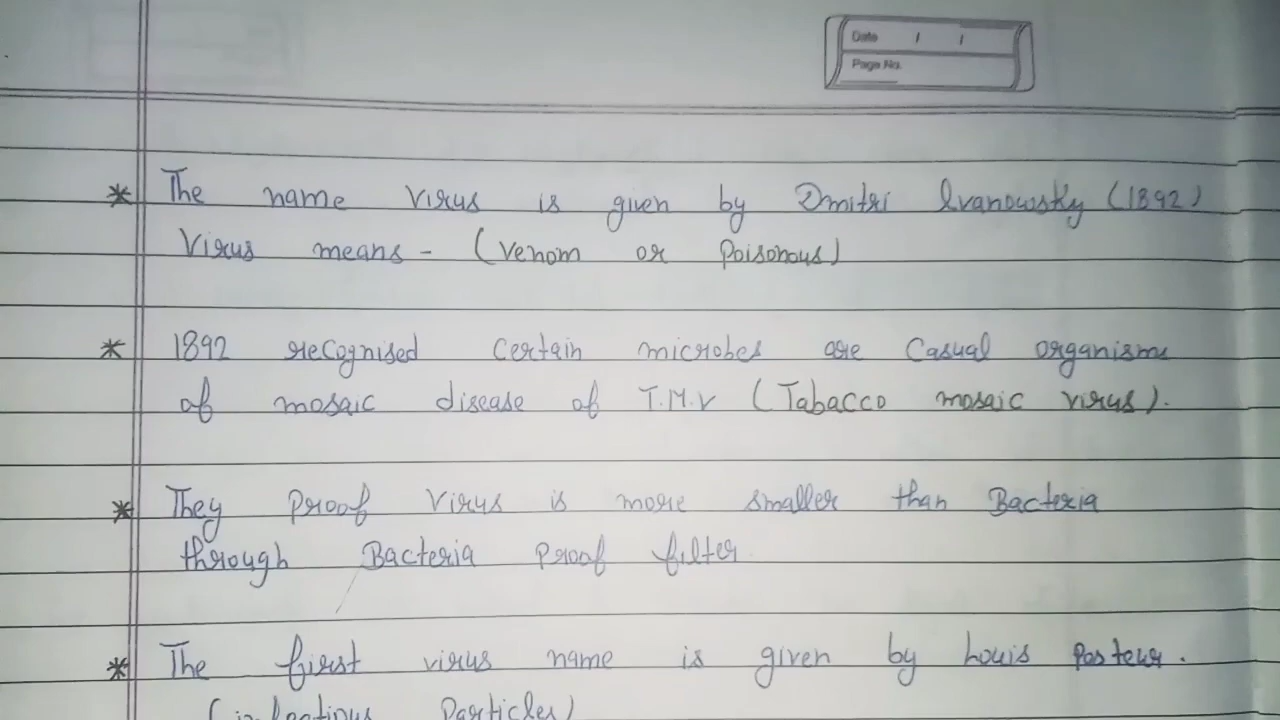 Date / /
Page No.
* The name virus is given by Dmitri Ivanowsky (1892)
Virus means - (Venom or Poisonous)
* 1892 recognised certain microbes are Casual organisms
of mosaic disease of T.M.V (Tabacco mosaic virus).
* They Proof Virus is more smaller than Bacteria
through Bacteria Proof filter
* The first virus name is given by Louis Pasteur.
(infectious Particles)